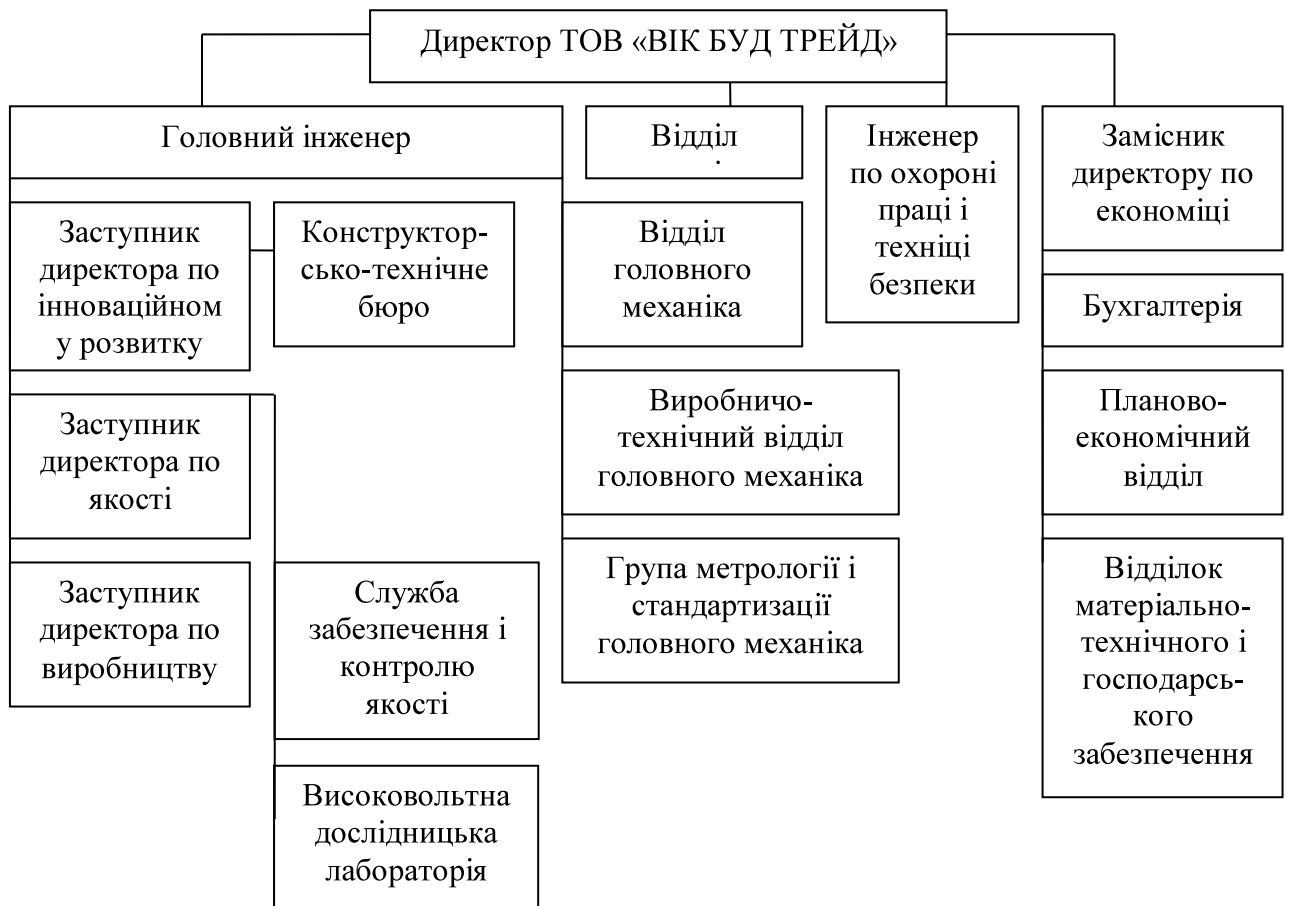 Директор ТОВ «ВІК БУД ТРЕЙД»
Головний інженер
Відділ
Інженер
по охороні
праці і
техніці
безпеки
Замісник
директору по
економіці
Заступник
директора по
інноваційном
у розвитку
Конструктор-
сько-технічне
бюро
Відділ
головного
механіка
Бухгалтерія
Заступник
директора по
якості
Виробничо-
технічний відділ
головного механіка
Планово-
економічний
відділ
Заступник
директора по
виробництву
Служба
забезпечення і
контролю
якості
Група метрології і
стандартизації
головного механіка
Відділок
матеріально-
технічного і
господарсь-
кого
забезпечення
Високовольтна
дослідницька
лабораторія